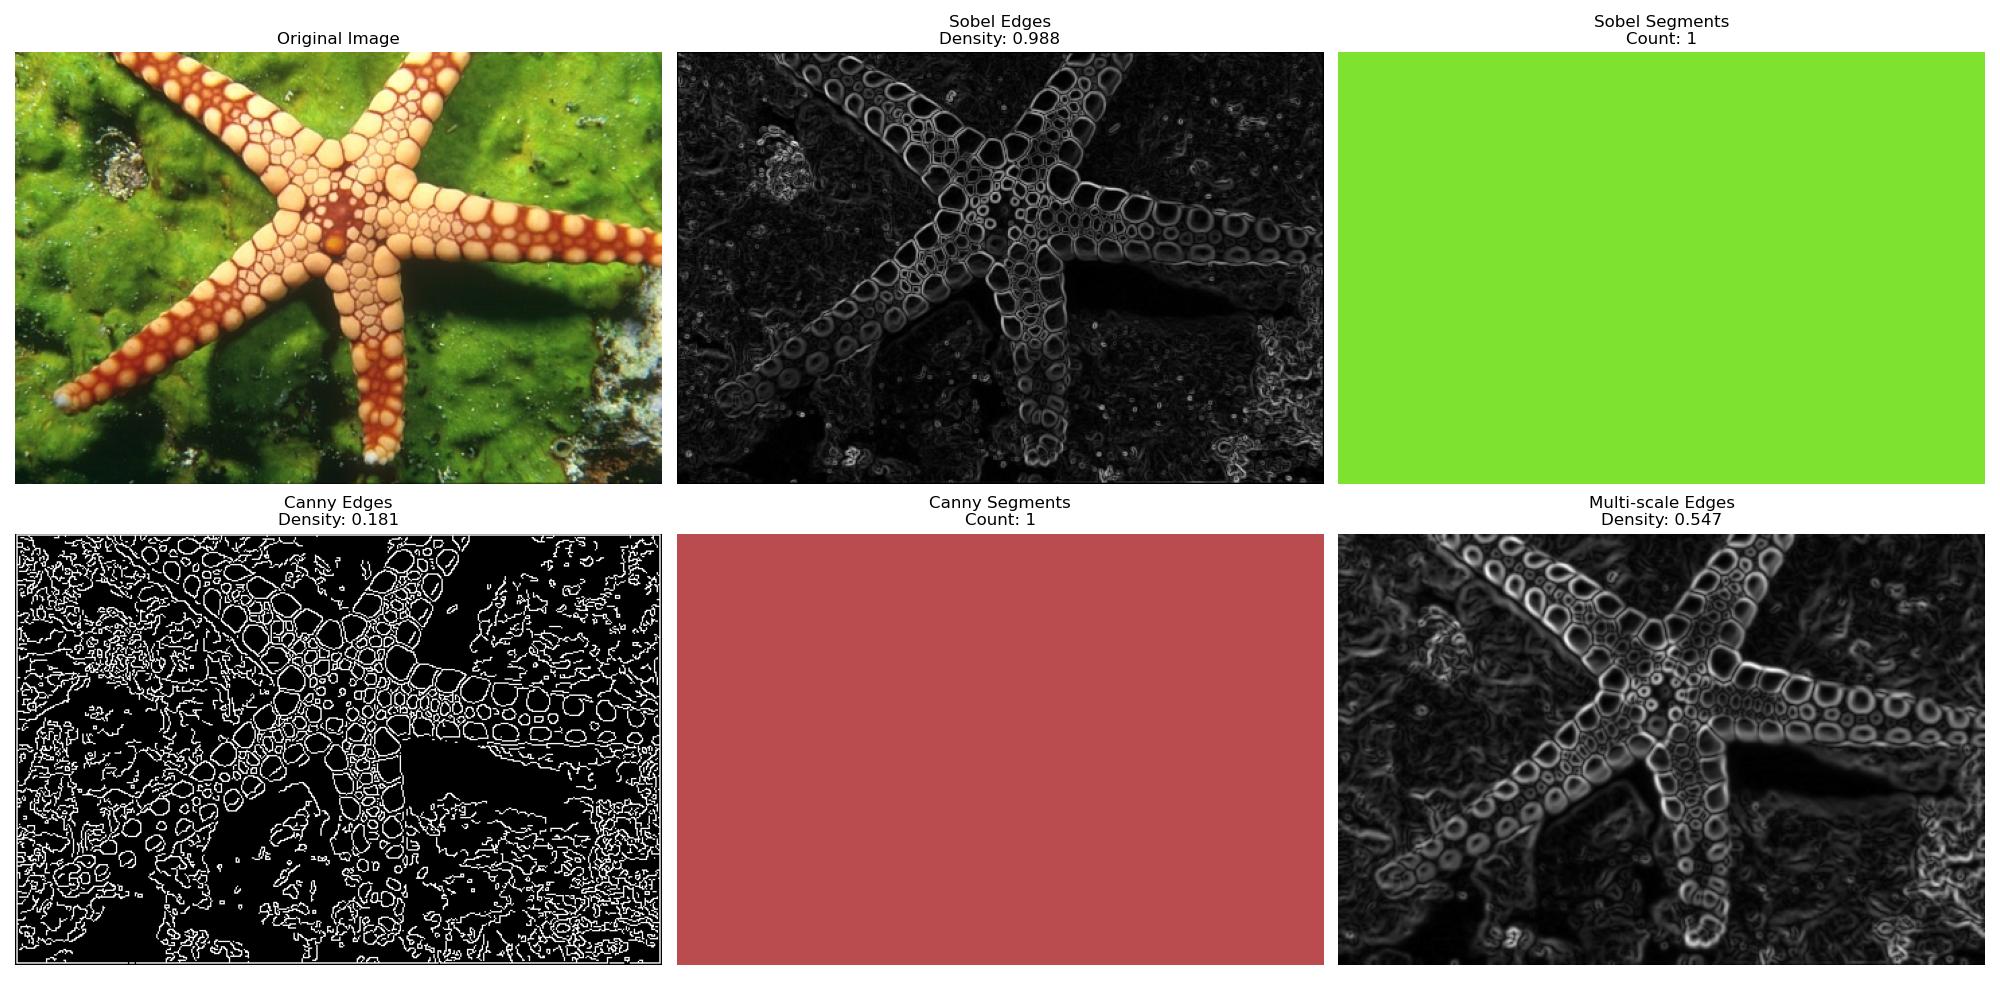 Original Image
Sobel Edges
Density: 0.988
Sobel Segments
Count: 1
Canny Edges
Density: 0.181
Canny Segments
Count: 1
Multi-scale Edges
Density: 0.547